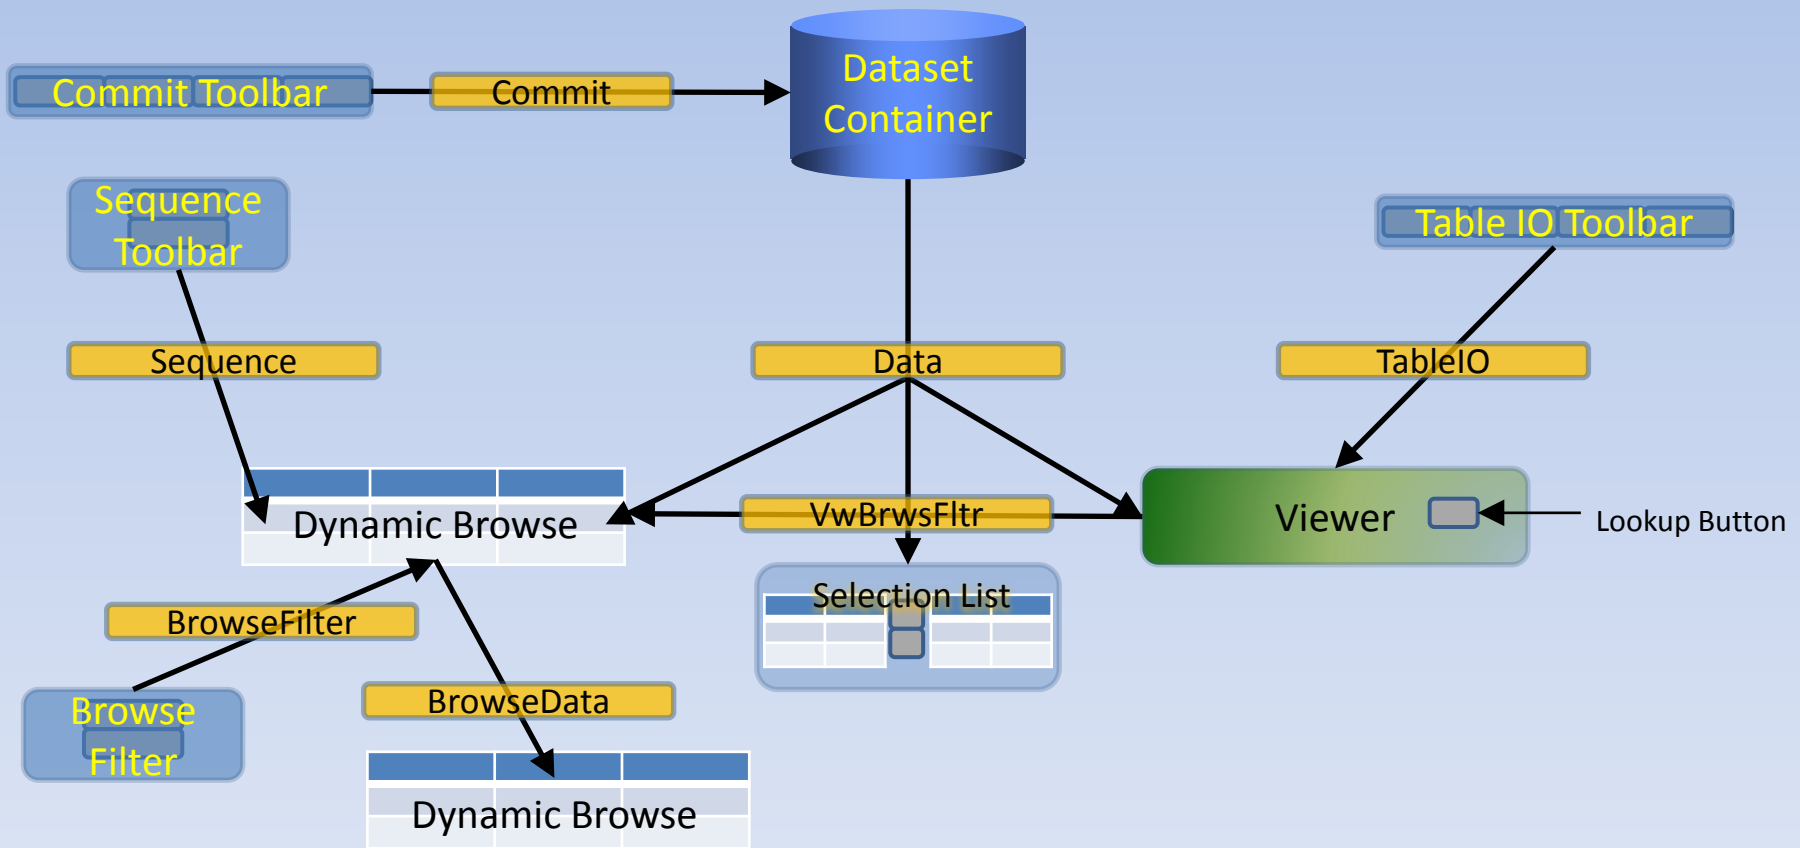 Commit Toolbar
Commit
Dataset
Container
Sequence
Toolbar
Table IO Toolbar
Sequence
Data
TableIO
Dynamic Browse
VwBrwsFltr
Viewer
Lookup Button
Selection List
BrowseFilter
BrowseData
Browse
Filter
Dynamic Browse